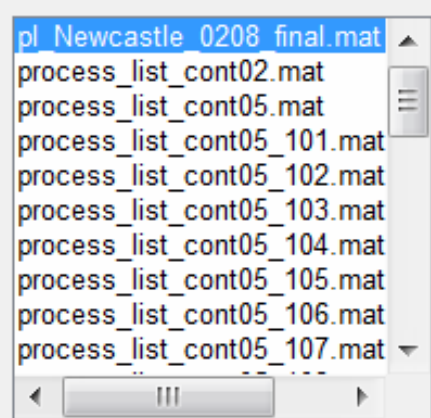 pl_Newcastle_0208_final.mat
process_list_cont02.mat
process_list_cont05.mat
process_list_cont05_101.mat
process_list_cont05_102.mat
process_list_cont05_103.mat
process_list_cont05_104.mat
process_list_cont05_105.mat
process_list_cont05_106.mat
process_list_cont05_107.mat